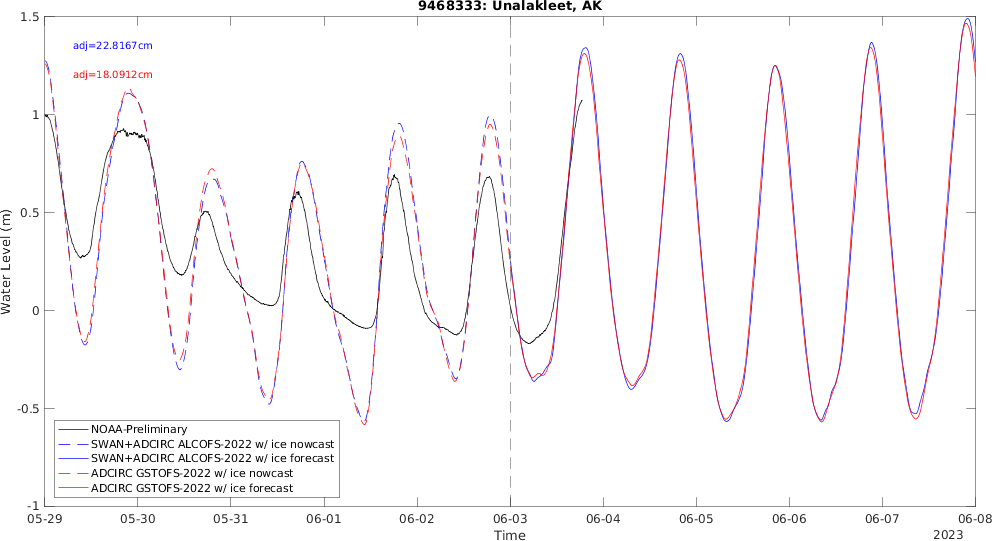 9468333: Unalakleet, AK
adj=22.8167cm
adj=18.0912cm
Water Level (m)
1.5
1
0.5
0
-0.5
-1
NOAA-Preliminary
SWAN+ADCIRC ALCOFS-2022 w/ ice nowcast
SWAN+ADCIRC ALCOFS-2022 w/ ice forecast
ADCIRC GSTOFS-2022 w/ ice nowcast
ADCIRC GSTOFS-2022 w/ ice forecast
05-29 05-30 05-31 06-01 06-02 06-03 06-04 06-05 06-06 06-07 06-08
Time
2023